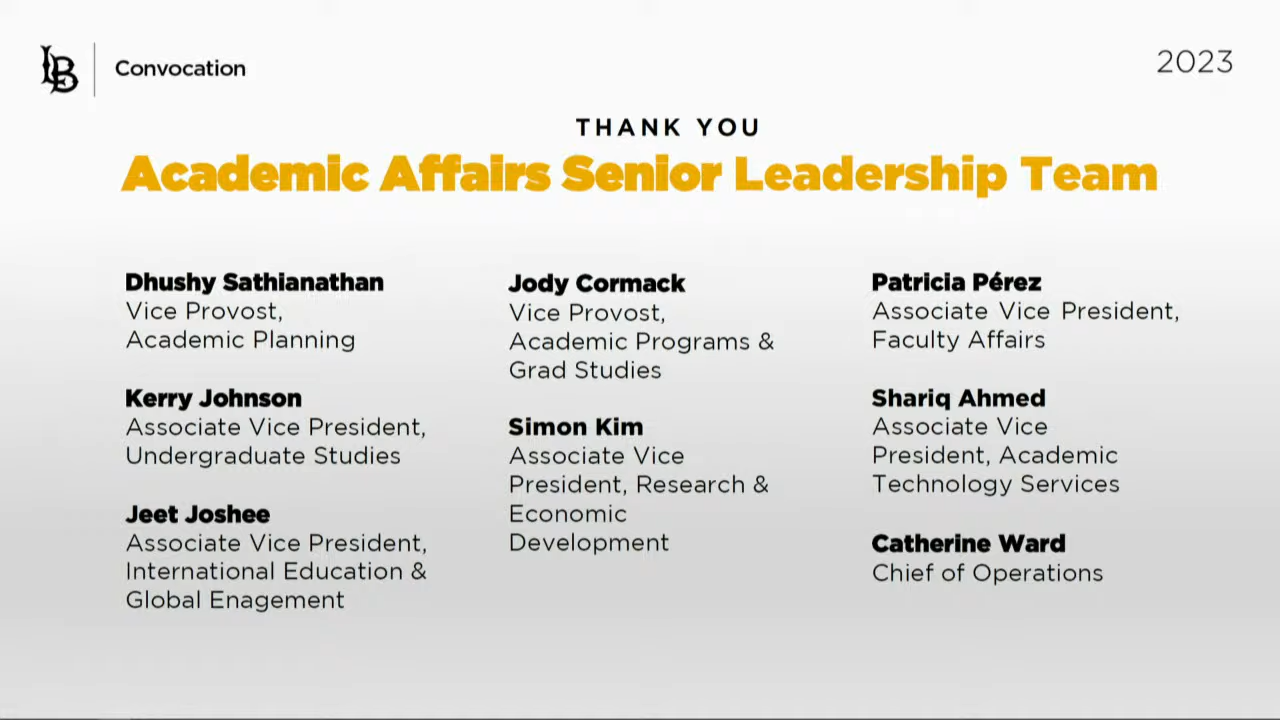 LB
Convocation
2023
THANK YOU
Academic Affairs Senior Leadership Team
Dhushy Sathianathan
Vice Provost,
Academic Planning
Kerry Johnson
Associate Vice President,
Undergraduate Studies
Jeet Joshee
Associate Vice President,
International Education &
Global Enagement
Jody Cormack
Vice Provost,
Academic Programs &
Grad Studies
Simon Kim
Associate Vice
President, Research &
Economic
Development
Patricia Pérez
Associate Vice President,
Faculty Affairs
Shariq Ahmed
Associate Vice
President, Academic
Technology Services
Catherine Ward
Chief of Operations